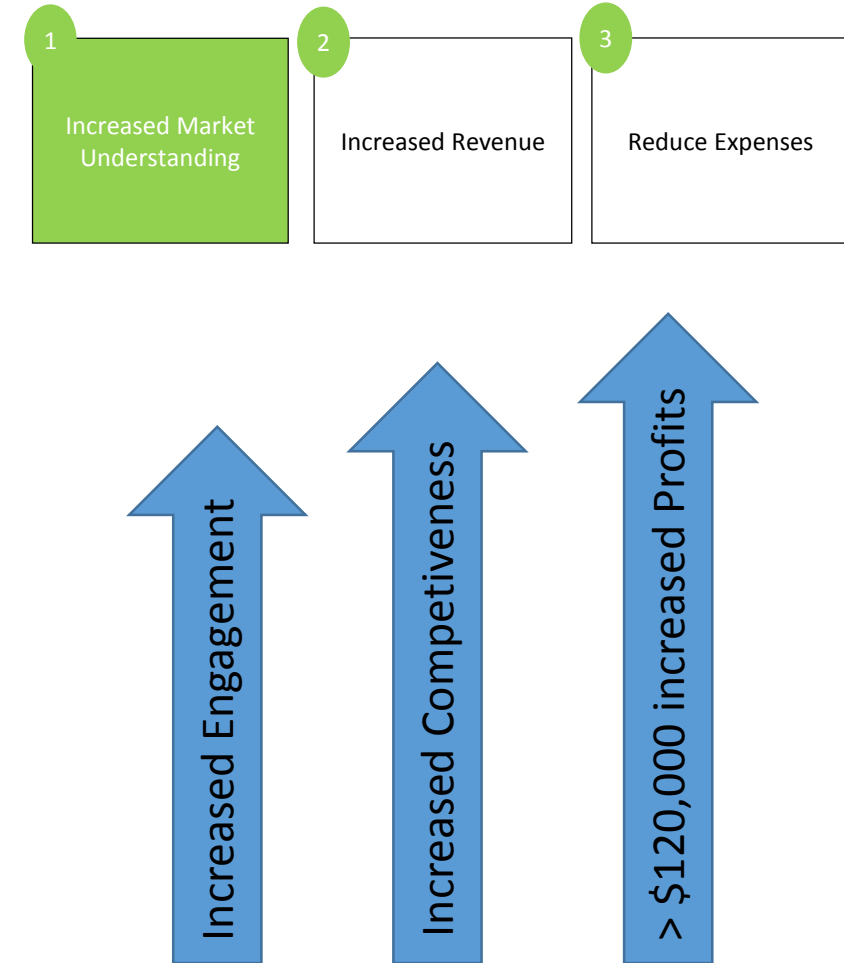 1
Increased Market
Understanding
2
Increased Revenue
3
Reduce Expenses
Increased Engagement
Increased Competiveness
> $120,000 increased Profits